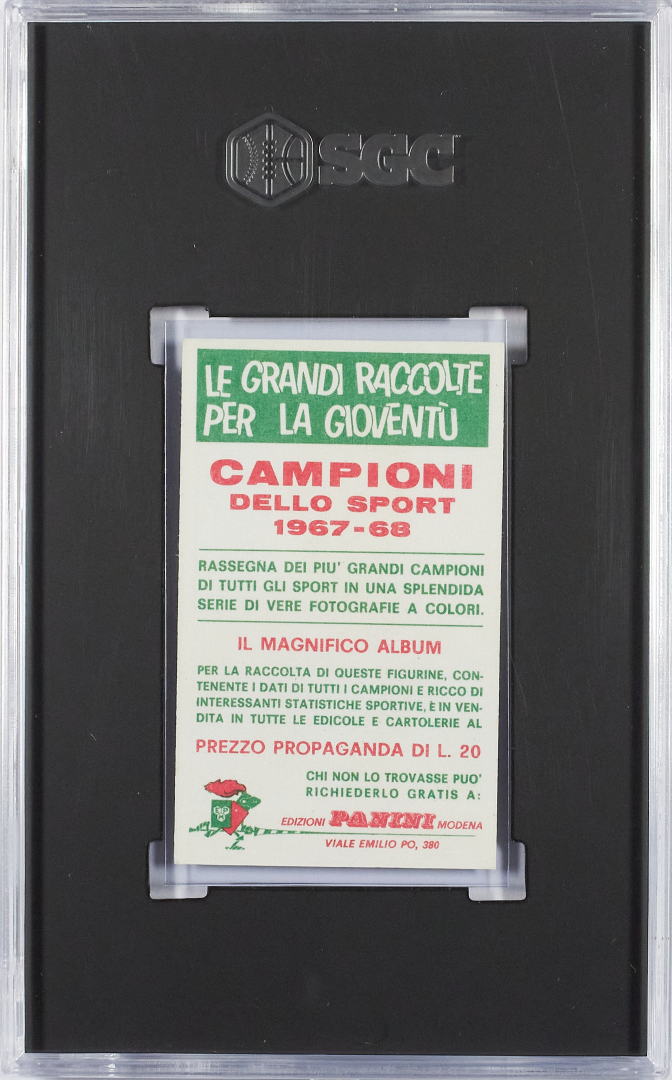 SGC
LE GRANDI RACCOLTE
PER LA GIOVENTÙ
CAMPIONI
DELLO SPORT
1967-68
RASSEGNA DEI PIU' GRANDI CAMPIONI
DI TUTTI GLI SPORT IN UNA SPLENDIDA
SERIE DI VERE FOTOGRAFIE A COLORI.
IL MAGNIFICO ALBUM
PER LA RACCOLTA DI QUESTE FIGURINE, CON-
TENENTE I DATI DI TUTTI I CAMPIONI E RICCO DI
INTERESSANTI STATISTICHE SPORTIVE, È IN VEN-
DITA IN TUTTE LE EDICOLE E CARTOLERIE AL
PREZZO PROPAGANDA DI L. 20
CHI NON LO TROVASSE PUO'
RICHIEDERLO GRATIS A:
EDIZIONI PANINI MODENA
VIALE EMILIO PO, 380